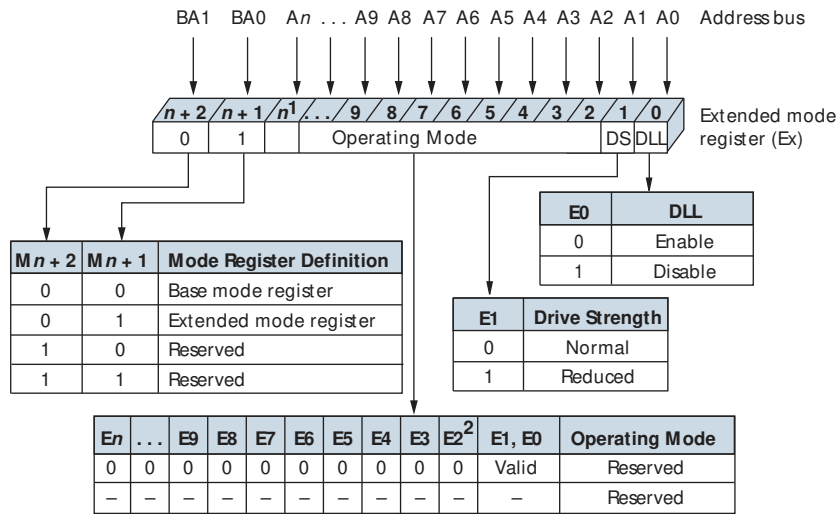 BA1 BA0 An ... A9 A8 A7 A6 A5 A4 A3 A2 A1 A0 Address bus
n + 2 n + 1 n1 ... 9 8 7 6 5 4 3 2 1 0
Extended mode
register (Ex)
0 1 Operating Mode DS DLL
E0 DLL
0 Enable
1 Disable
Mn + 2 Mn + 1 Mode Register Definition
0 0 Base mode register
0 1 Extended mode register
1 0 Reserved
1 1 Reserved
E1 Drive Strength
0 Normal
1 Reduced
En ... E9 E8 E7 E6 E5 E4 E3 E2² E1, E0 Operating Mode
0 0 0 0 0 0 0 0 0 0 Valid Reserved
– – – – – – – – – – – Reserved